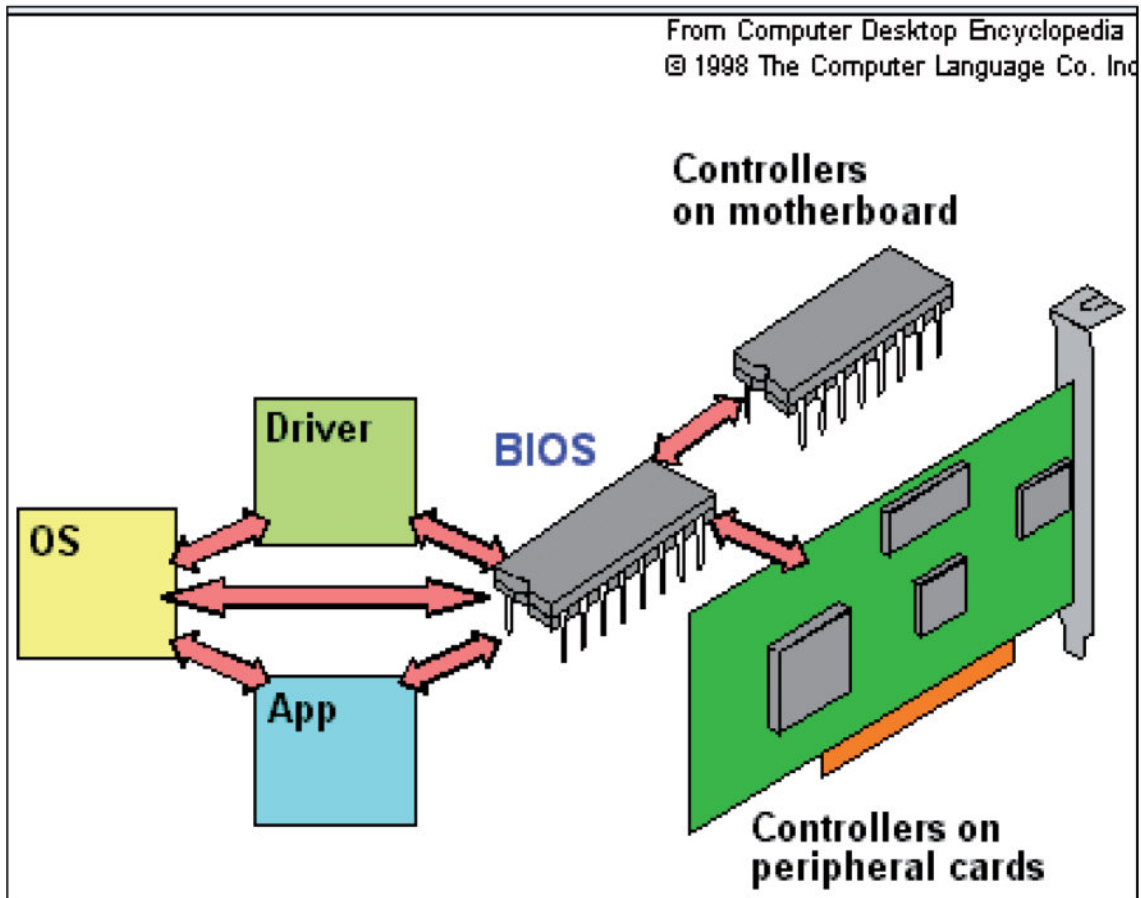 From Computer Desktop Encyclopedia
© 1998 The Computer Language Co. Inc
Controllers
on motherboard
Driver
BIOS
OS
App
Controllers on
peripheral cards